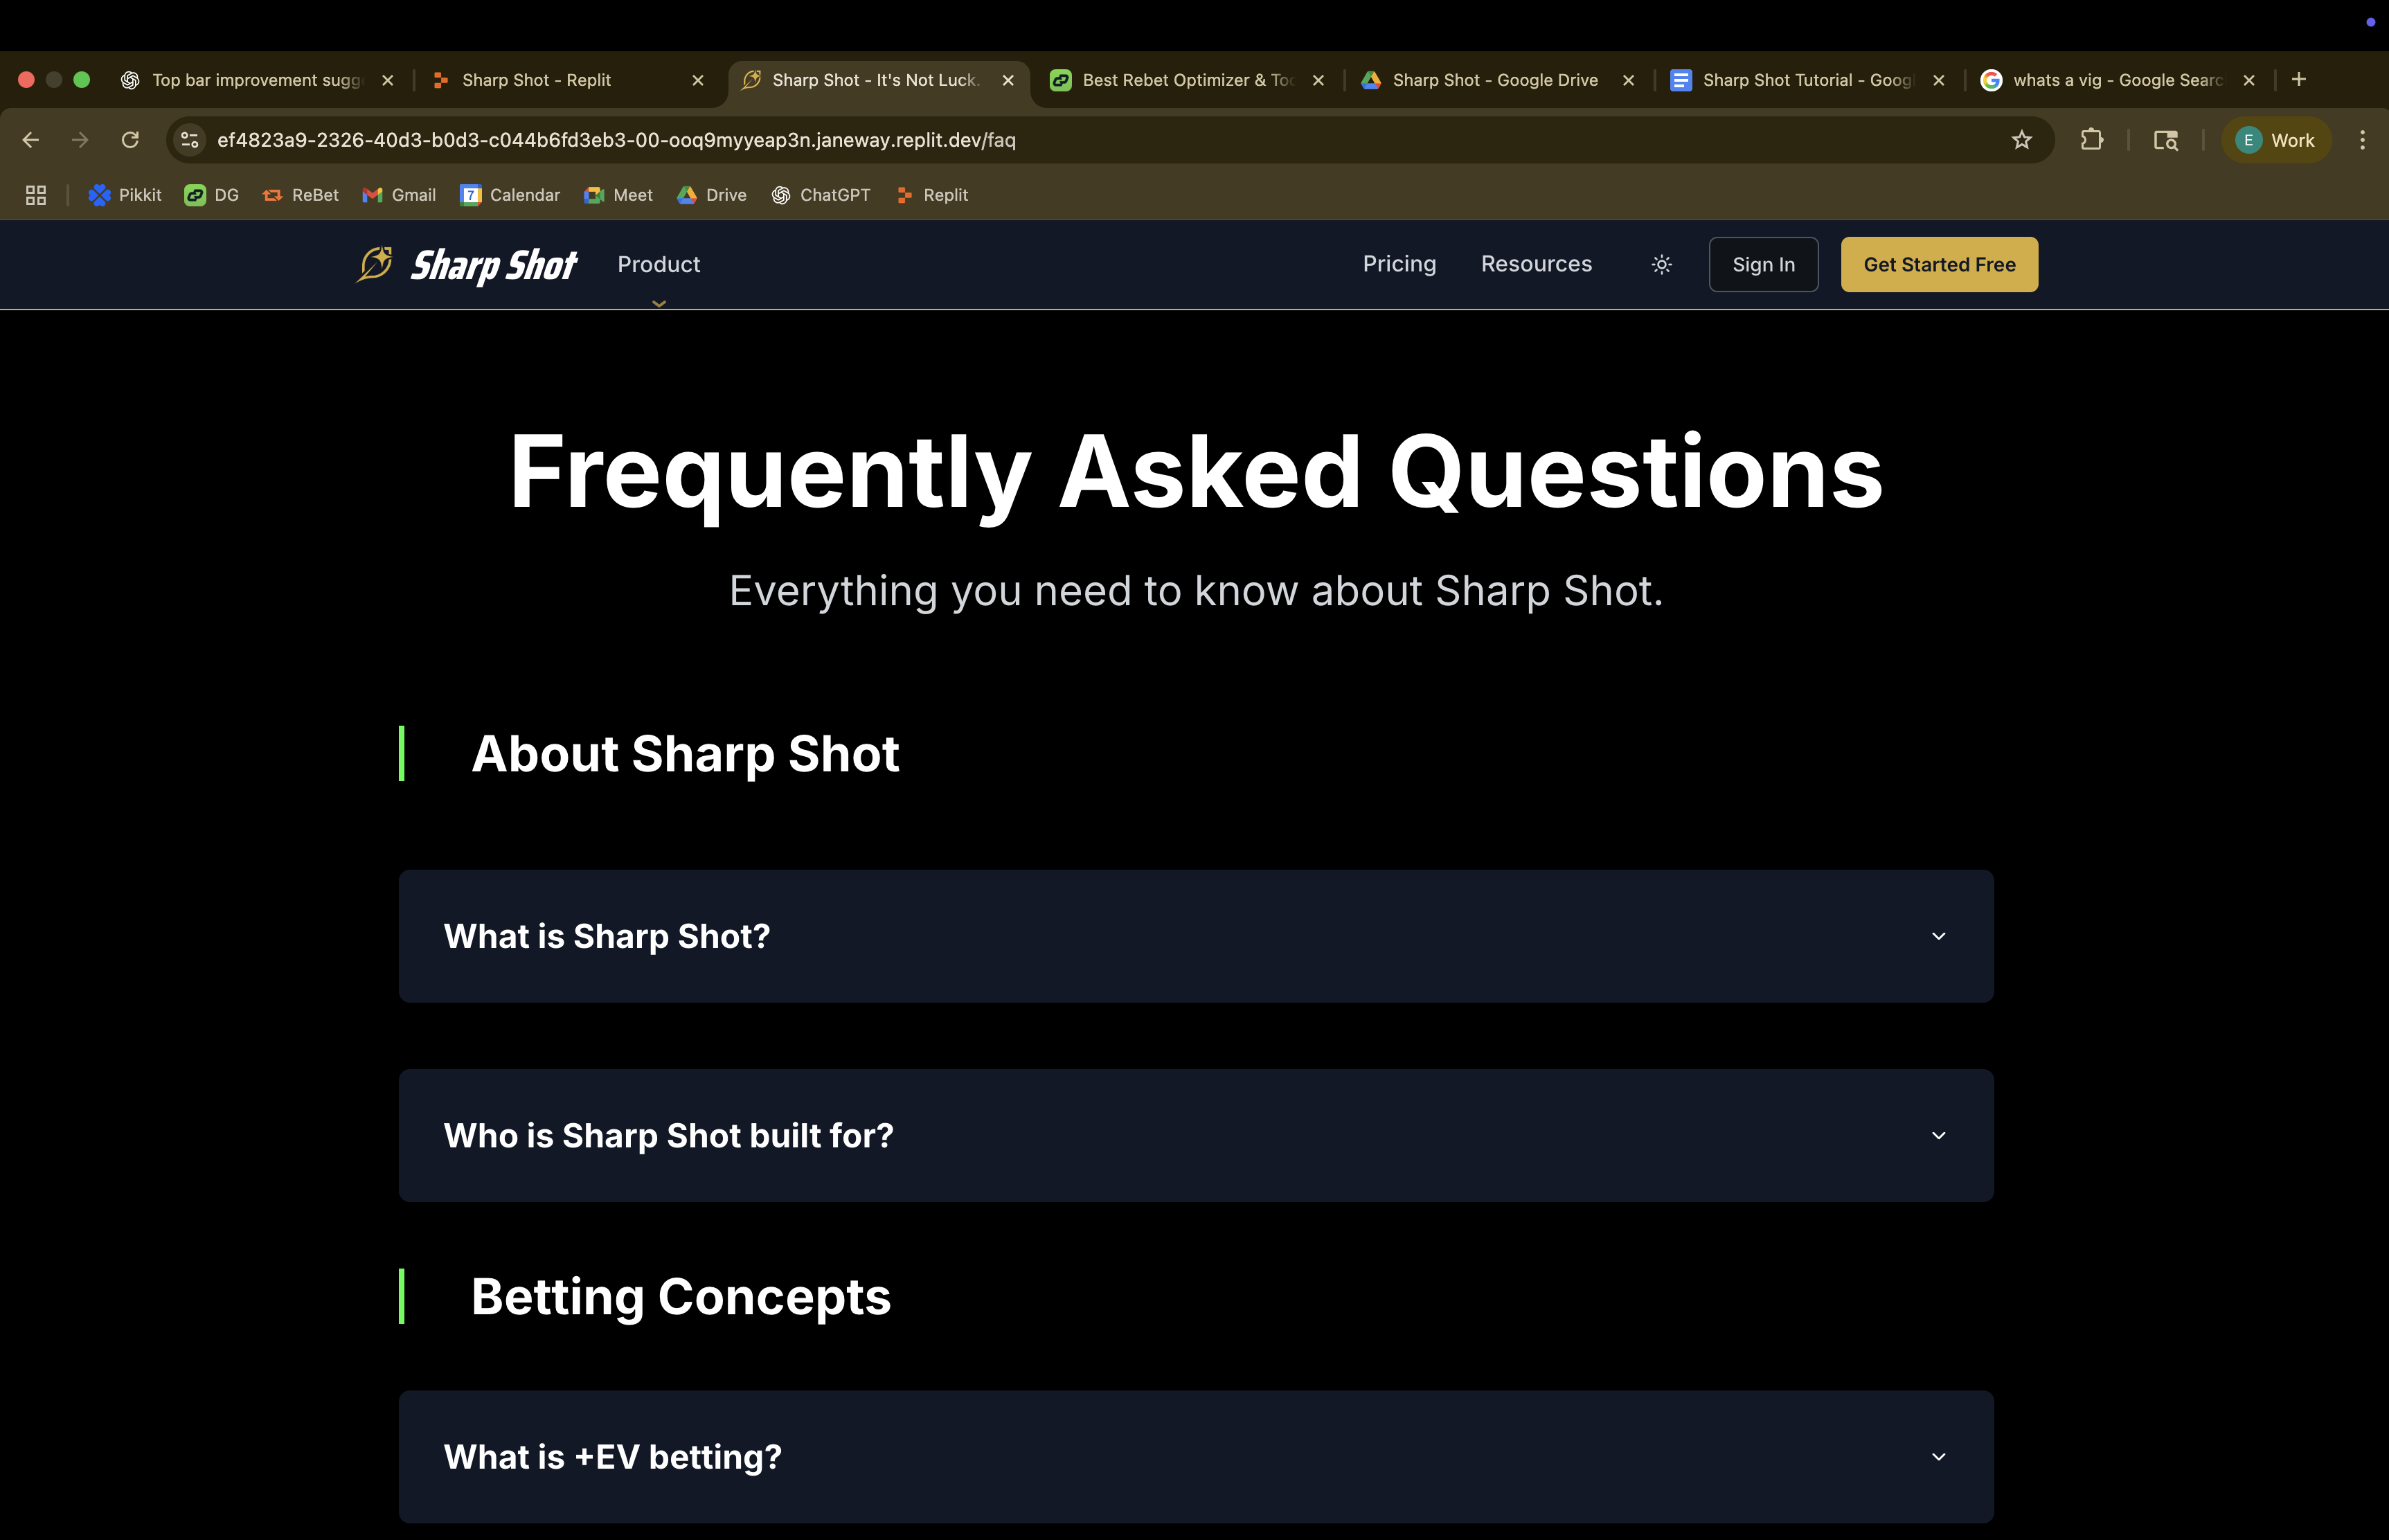 Top bar improvement sugg
Sharp Shot - Replit
Sharp Shot - It's Not Luck.
Best Rebet Optimizer & Too
Sharp Shot - Google Drive
Sharp Shot Tutorial - Goog
whats a vig - Google Searc
ef4823a9-2326-40d3-b0d3-c044b6fd3eb3-00-ooq9myyeap3n.janeway.replit.dev/faq
E
Work
Pikkit
DG
ReBet
Gmail
7
Calendar
Meet
Drive
ChatGPT
Replit
Sharp Shot
Product
Pricing
Resources
Sign In
Get Started Free
Frequently Asked Questions
Everything you need to know about Sharp Shot.
About Sharp Shot
What is Sharp Shot?
Who is Sharp Shot built for?
Betting Concepts
What is +EV betting?